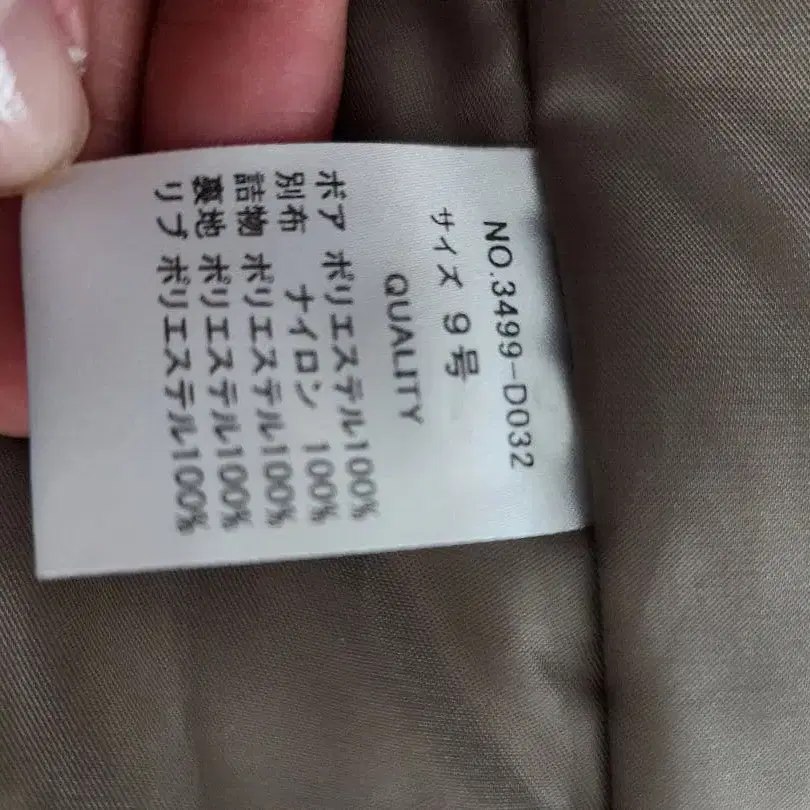 NO.3499-D032
サイズ 9号
QUALITY
ボア ポリエステル100%
別布 ナイロン 100%
詰物 ポリエステル100%
裏地 ポリエステル100%
リブ ポリエステル100%